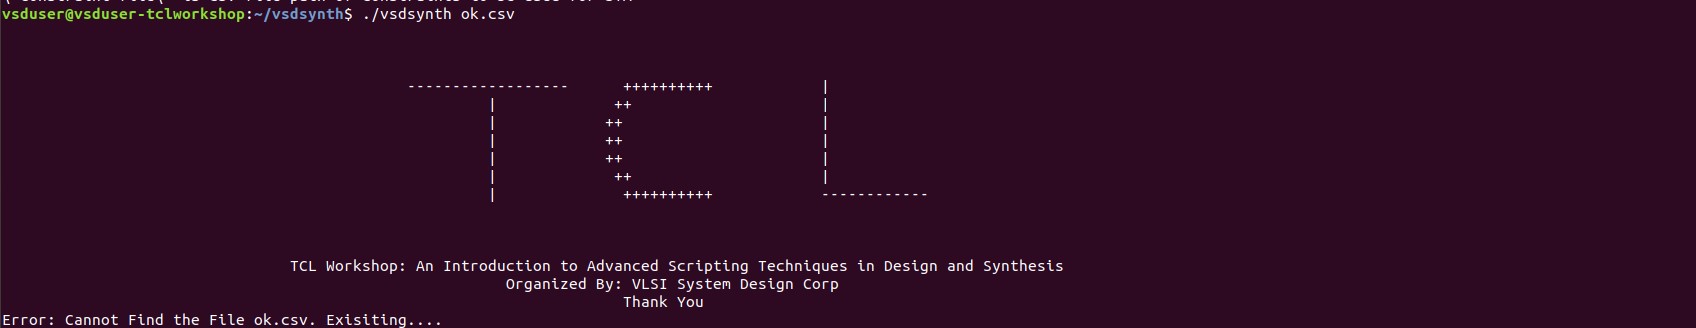 vsduser@vsduser-tclworkshop:~/vsdsynth$ ./vsdsynth ok.csv
------------------ ++++++++++ |
| ++ |
| ++ |
| ++ |
| ++ |
| ++ |
| ++++++++++ ------------
TCL Workshop: An Introduction to Advanced Scripting Techniques in Design and Synthesis
Organized By: VLSI System Design Corp
Thank You
Error: Cannot Find the File ok.csv. Exisiting....